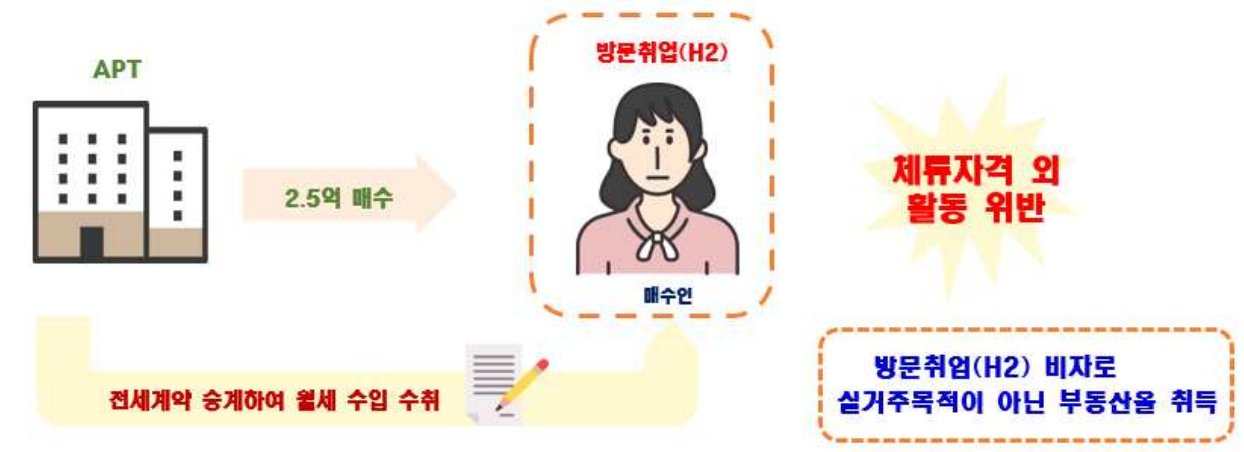 APT
2.5억 매수
방문취업(H2)
매수인
체류자격 외
활동 위반
전세계약 승계하여 월세 수입 수취
방문취업(H2) 비자로
실거주목적이 아닌 부동산을 취득